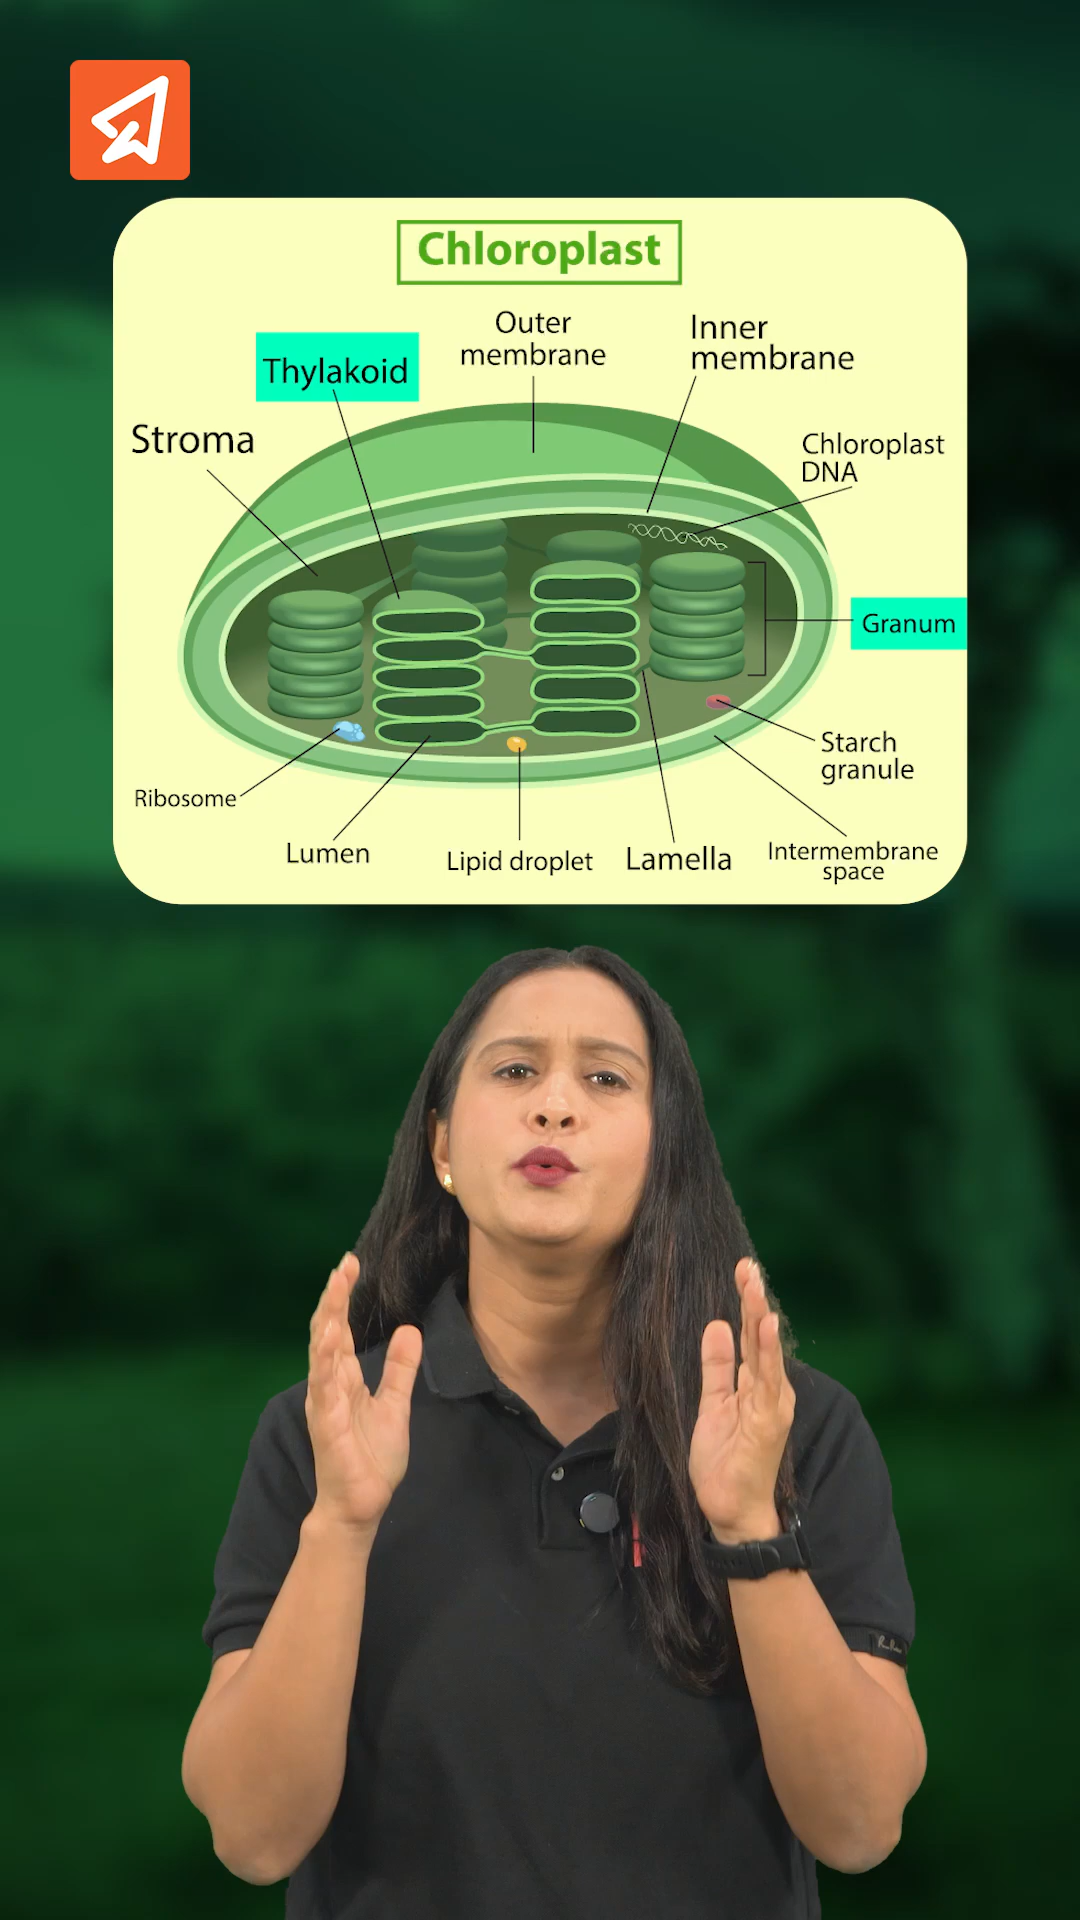 Chloroplast
Outer
membrane
Inner
membrane
Thylakoid
Stroma
Chloroplast
DNA
Granum
Starch
granule
Ribosome
Lumen
Lipid droplet
Lamella
Intermembrane
space